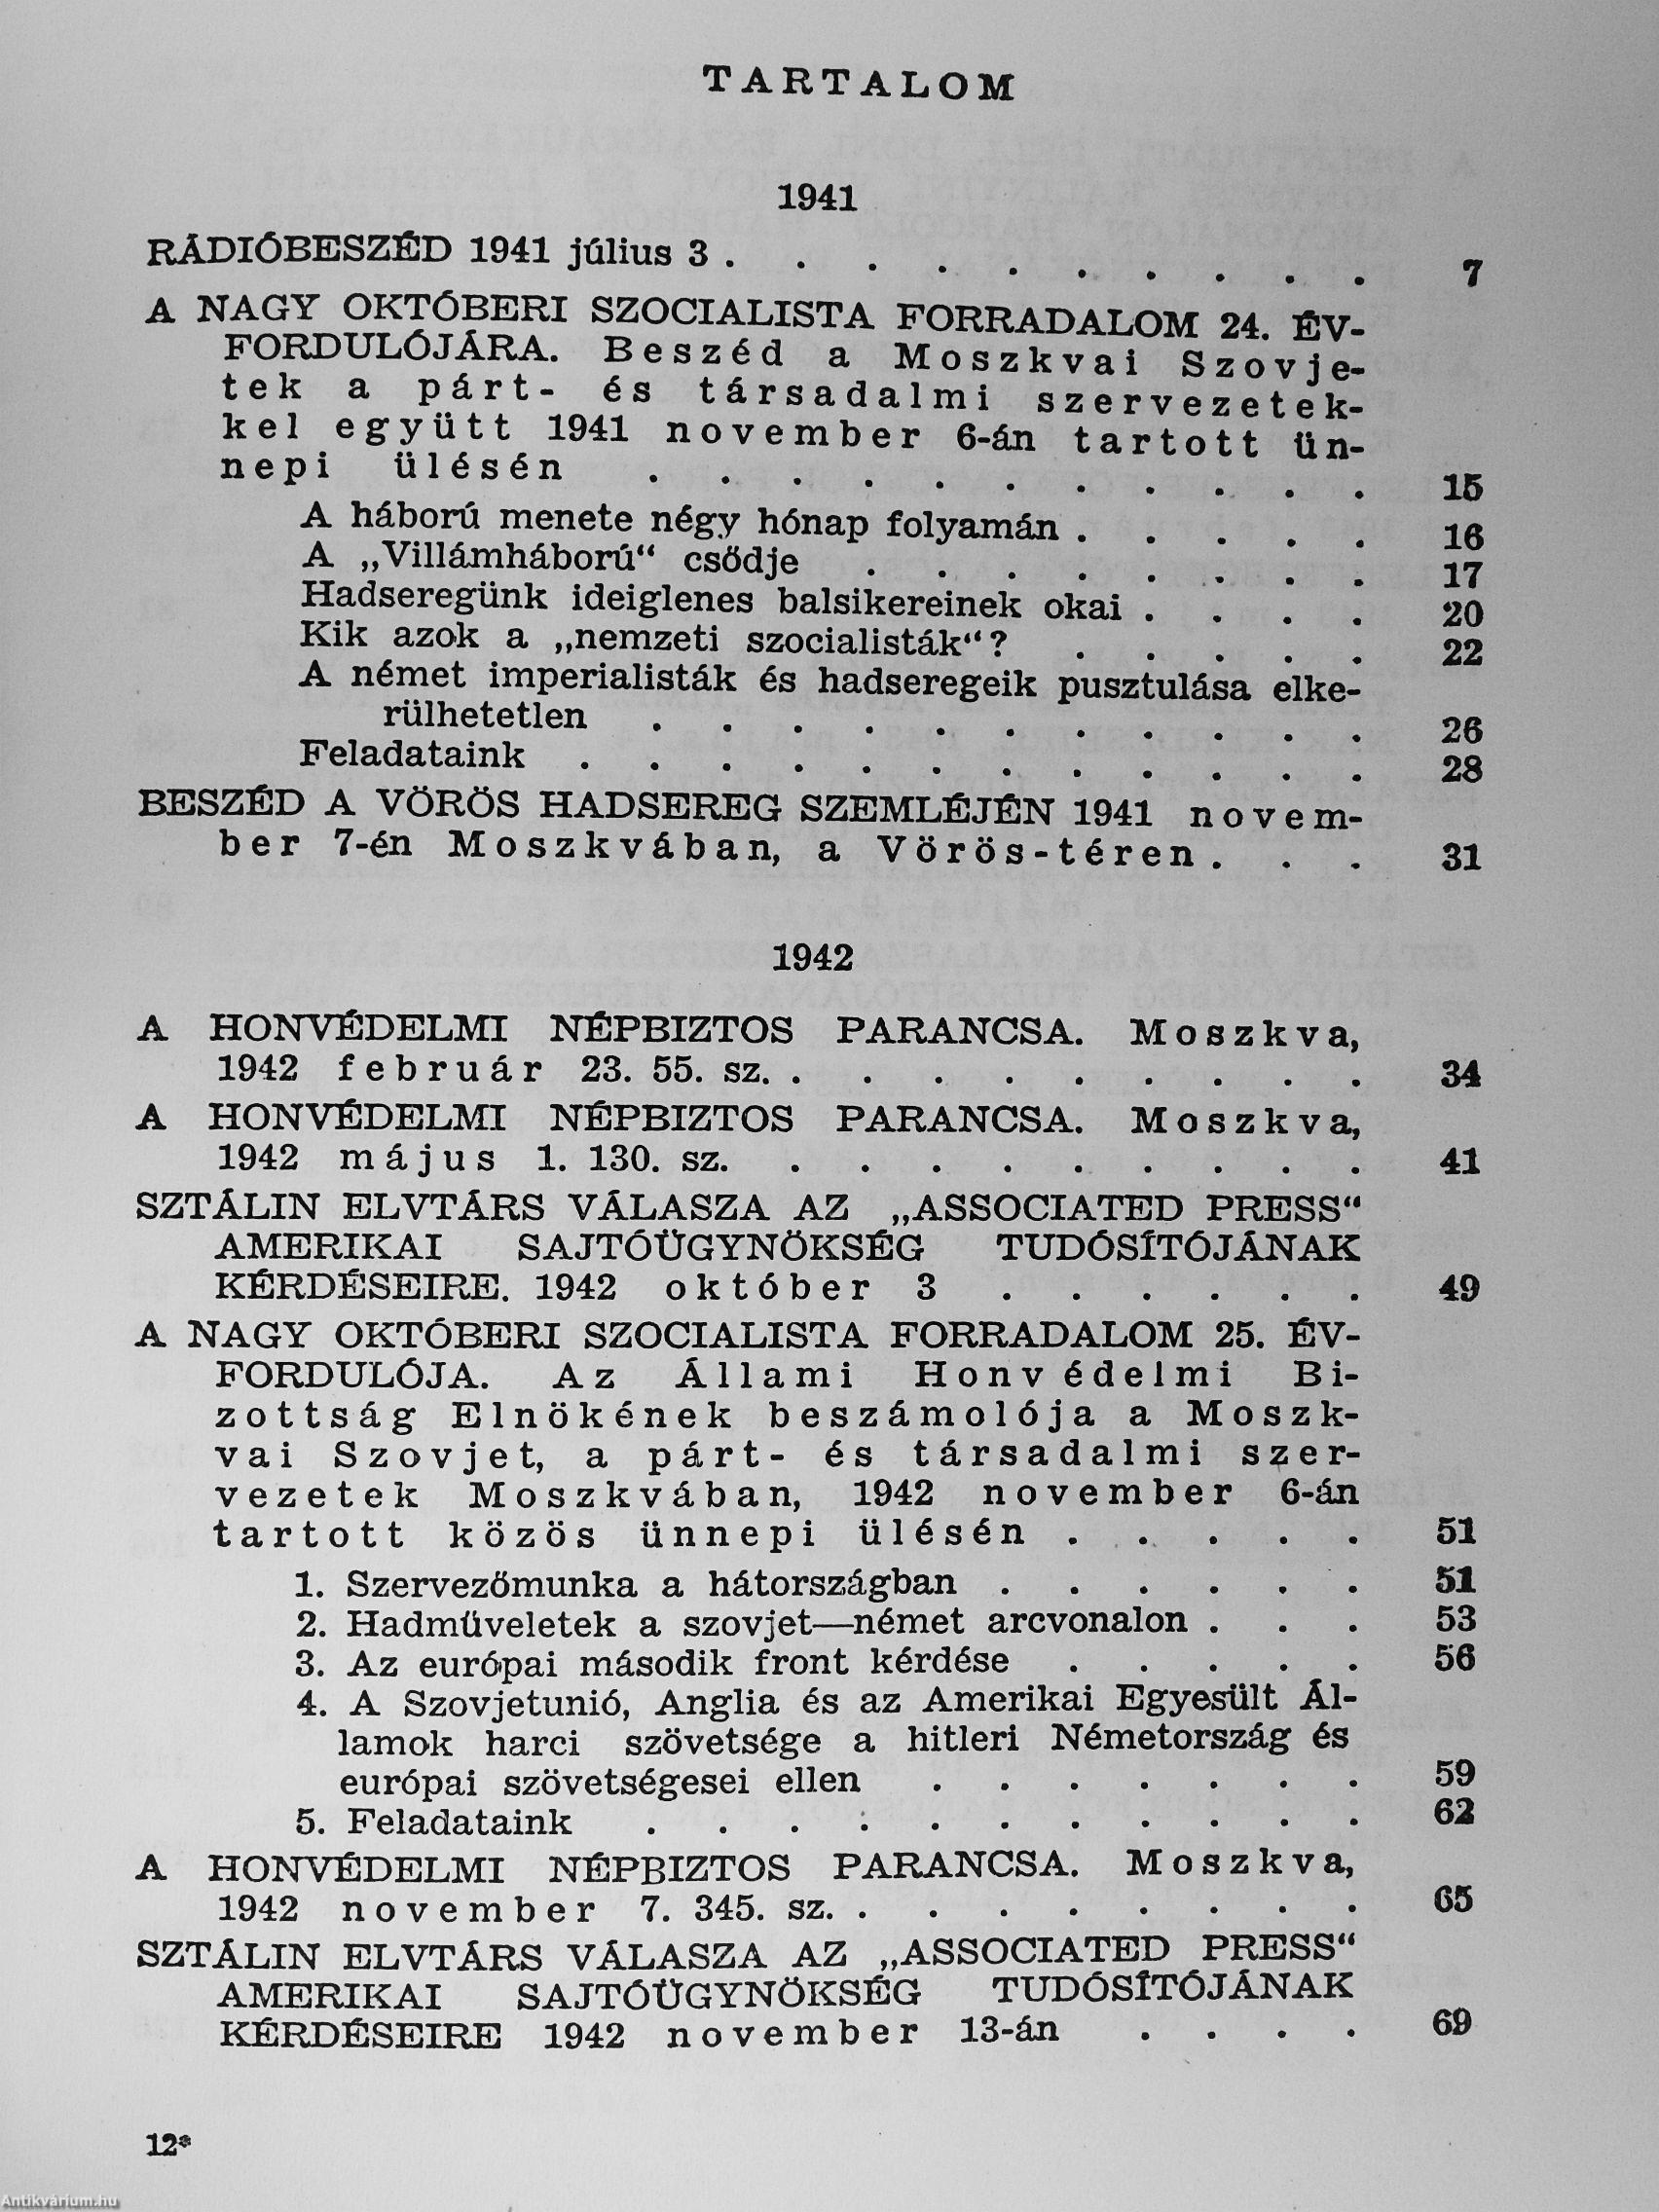 TARTALOM
1941
RÁDIÓBESZÉD 1941 július 3 . . . . . . . . . . 7
A NAGY OKTÓBERI SZOCIALISTA FORRADALOM 24. ÉV-
FORDULÓJÁRA. Beszéd a Moszkvai Szovje-
tek a párt- és társadalmi szervezetek-
kel együtt 1941 november 6-án tartott ün-
nepi ülésén . . . . . . . . . . . 15
A háború menete négy hónap folyamán . . . . . 16
A „Villámháború“ csődje . . . . . . . . 17
Hadseregünk ideiglenes balsikereinek okai . . . . 20
Kik azok a „nemzeti szocialisták“? . . . . . 22
A német imperialisták és hadseregeik pusztulása elke-
rülhetetlen . . . . . . . . . . . 26
Feladataink . . . . . . . . . . . . 28
BESZÉD A VÖRÖS HADSEREG SZEMLÉJÉN 1941 novem-
ber 7-én Moszkvában, a Vörös-téren . . . 31
1942
A HONVÉDELMI NÉPBIZTOS PARANCSA. Moszkva,
1942 február 23. 55. sz. . . . . . . . . . 34
A HONVÉDELMI NÉPBIZTOS PARANCSA. Moszkva,
1942 május 1. 130. sz. . . . . . . . . . 41
SZTÁLIN ELVTÁRS VÁLASZA AZ „ASSOCIATED PRESS“
AMERIKAI SAJTÓÜGYNÖKSÉG TUDÓSÍTÓJÁNAK
KÉRDÉSEIRE. 1942 október 3 . . . . . . 49
A NAGY OKTÓBERI SZOCIALISTA FORRADALOM 25. ÉV-
FORDULÓJA. Az Állami Honvédelmi Bi-
zottság Elnökének beszámolója a Moszk-
vai Szovjet, a párt- és társadalmi szer-
vezetek Moszkvában, 1942 november 6-án
tartott közös ünnepi ülésén . . . . . 51
1. Szervezőmunka a hátországban . . . . . . 51
2. Hadműveletek a szovjet—német arcvonalon . . . 53
3. Az európai második front kérdése . . . . . 56
4. A Szovjetunió, Anglia és az Amerikai Egyesült Ál-
lamok harci szövetsége a hitleri Németország és
európai szövetségesei ellen . . . . . . . 59
5. Feladataink . . . . . . . . . . . 62
A HONVÉDELMI NÉPBIZTOS PARANCSA. Moszkva,
1942 november 7. 345. sz. . . . . . . . . 65
SZTÁLIN ELVTÁRS VÁLASZA AZ „ASSOCIATED PRESS“
AMERIKAI SAJTÓÜGYNÖKSÉG TUDÓSÍTÓJÁNAK
KÉRDÉSEIRE 1942 november 13-án . . . . 69
12*
Antikvárium.hu